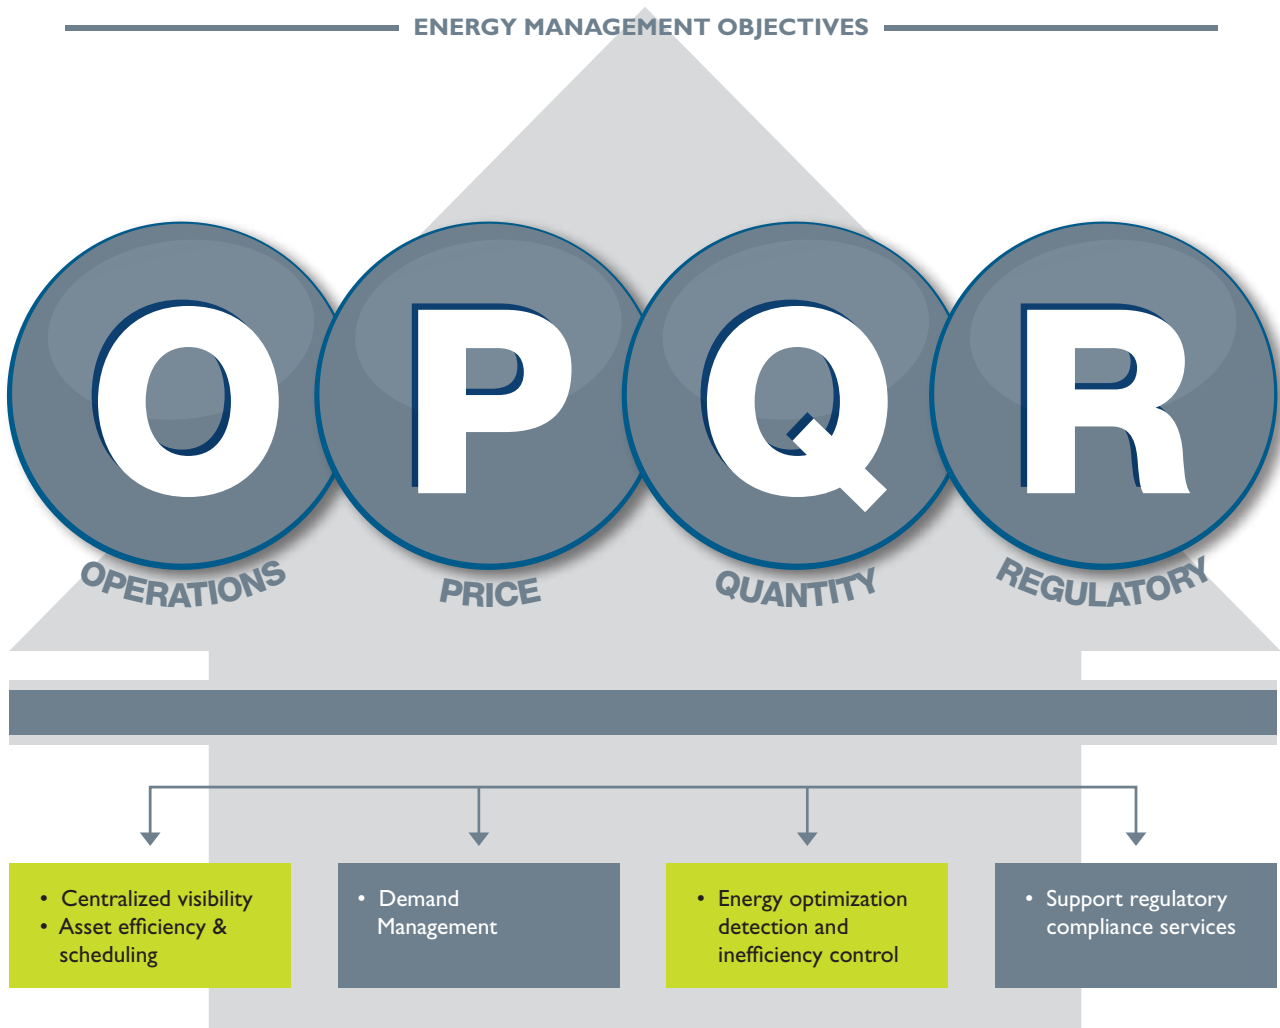 ENERGY MANAGEMENT OBJECTIVES
O P Q R
OPERATIONS PRICE QUANTITY REGULATORY
• Centralized visibility
• Asset efficiency &
scheduling
• Demand
Management
• Energy optimization
detection and
inefficiency control
• Support regulatory
compliance services